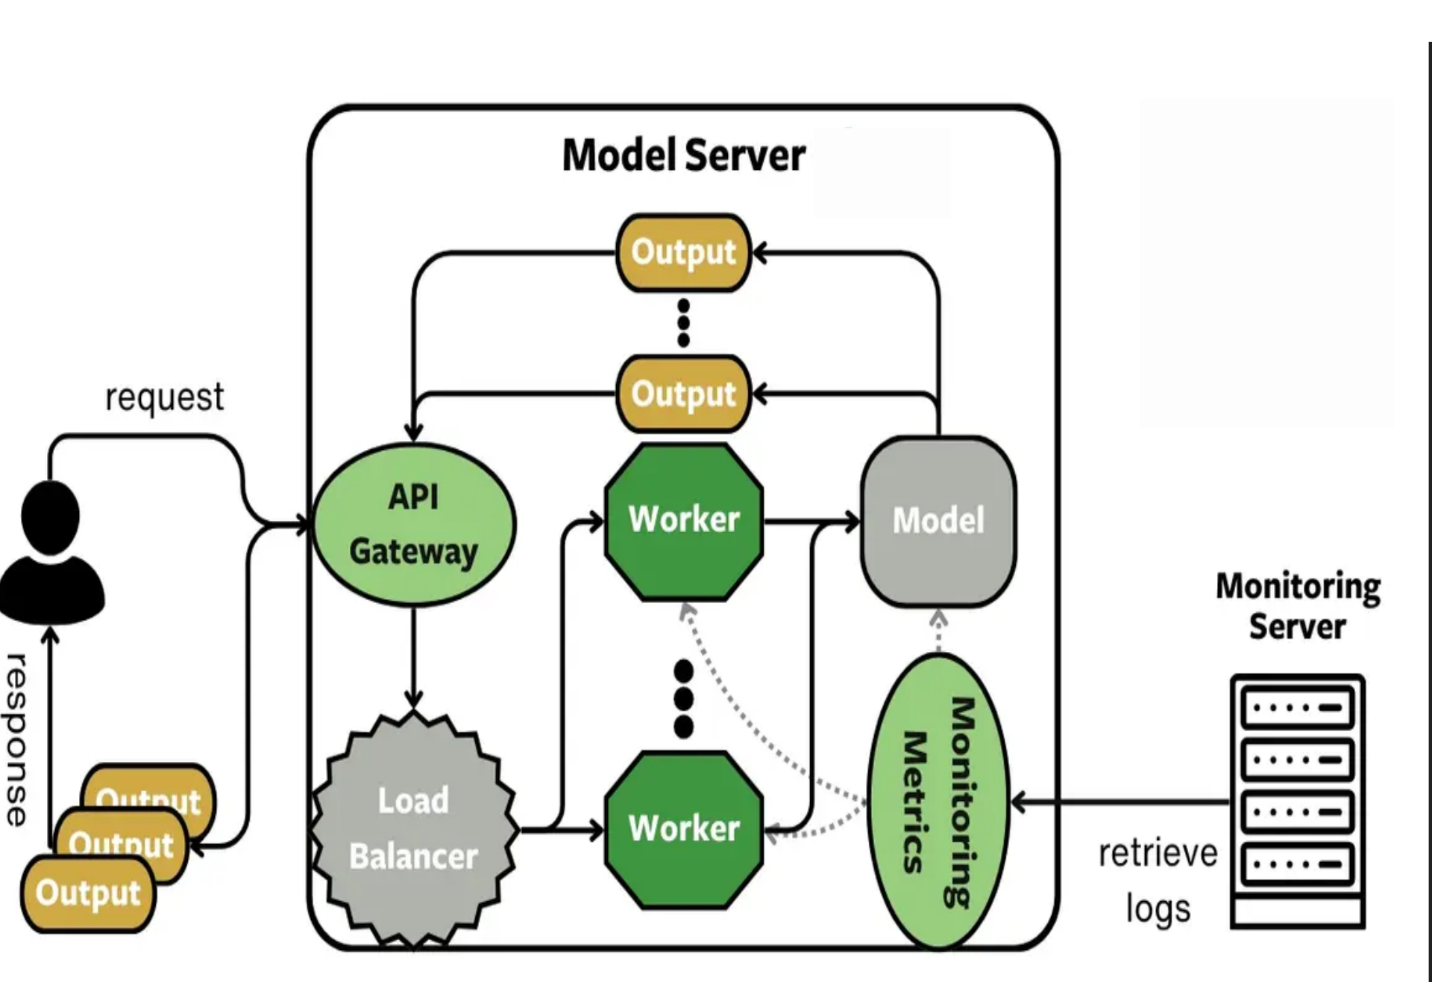 Model Server
Output
Output
request
API
Gateway
Worker
Model
Monitoring
Server
response
Output
Output
Output
Load
Balancer
Worker
Monitoring
Metrics
retrieve
logs